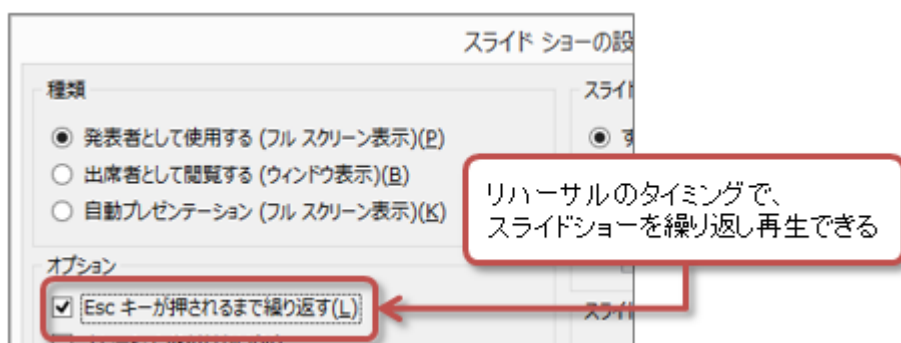 スライド ショーの設
種類
スライド
発表者として使用する (フル スクリーン表示)(P)
す
出席者として閲覧する (ウィンドウ表示)(B)
自動プレゼンテーション (フル スクリーン表示)(K)
リハーサルのタイミングで、
スライドショーを繰り返し再生できる
オプション
Esc キーが押されるまで繰り返す(L)
スライ